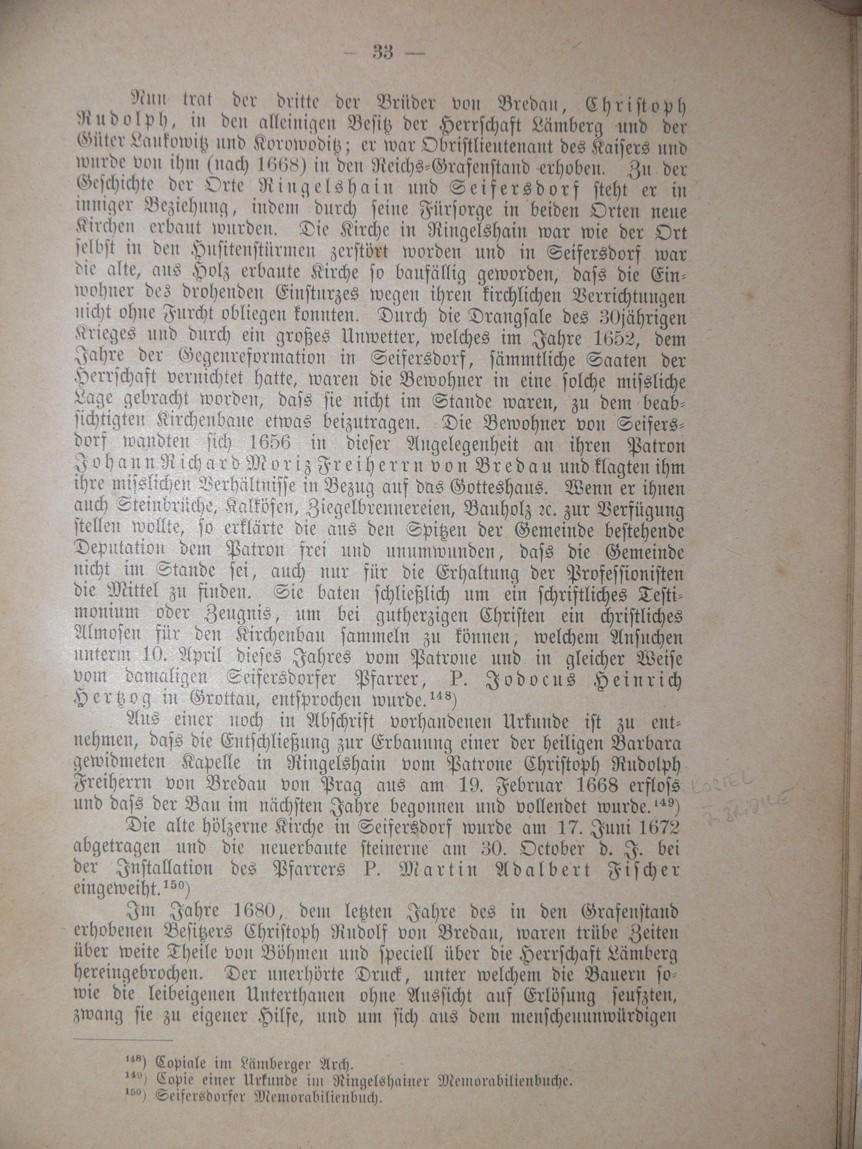 — 33 —
Nun trat der dritte der Brüder von Bredau, Christoph
Rudolph, in den alleinigen Besitz der Herrschaft Lämberg und der
Güter Laukowitz und Korowoditz; er war Obristlieutenant des Kaisers und
wurde von ihm (nach 1668) in den Reichs-Grafenstand erhoben. Zu der
Geschichte der Orte Ringelshain und Seifersdorf steht er in
inniger Beziehung, indem durch seine Fürsorge in beiden Orten neue
Kirchen erbaut wurden. Die Kirche in Ringelshain war wie der Ort
selbst in den Husitenstürmen zerstört worden und in Seifersdorf war
die alte, aus Holz erbaute Kirche so baufällig geworden, dass die Ein-
wohner des drohenden Einsturzes wegen ihren kirchlichen Verrichtungen
nicht ohne Furcht obliegen konnten. Durch die Drangsale des 30jährigen
Krieges und durch ein großes Unwetter, welches im Jahre 1652, dem
Jahre der Gegenreformation in Seifersdorf, sämmtliche Saaten der
Herrschaft vernichtet hatte, waren die Bewohner in eine solche missliche
Lage gebracht worden, dass sie nicht im Stande waren, zu dem beab-
sichtigten Kirchenbaue etwas beizutragen. Die Bewohner von Seifers-
dorf wandten sich 1656 in dieser Angelegenheit an ihren Patron
Johann Richard Moriz Freiherrn von Bredau und klagten ihm
ihre misslichen Verhältnisse in Bezug auf das Gotteshaus. Wenn er ihnen
auch Steinbrüche, Kalköfen, Ziegelbrennereien, Bauholz ꝛc. zur Verfügung
stellen wollte, so erklärte die aus den Spitzen der Gemeinde bestehende
Deputation dem Patron frei und unumwunden, dass die Gemeinde
nicht im Stande sei, auch nur für die Erhaltung der Professionisten
die Mittel zu finden. Sie baten schließlich um ein schriftliches Testi-
monium oder Zeugnis, um bei gutherzigen Christen ein christliches
Almosen für den Kirchenbau sammeln zu können, welchem Ansuchen
unterm 10. April dieses Jahres vom Patrone und in gleicher Weise
vom damaligen Seifersdorfer Pfarrer, P. Jodocus Heinrich
Hertzog in Grottau, entsprochen wurde.¹⁴⁸)
Aus einer noch in Abschrift vorhandenen Urkunde ist zu ent-
nehmen, dass die Entschließung zur Erbauung einer der heiligen Barbara
gewidmeten Kapelle in Ringelshain vom Patrone Christoph Rudolph
Freiherrn von Bredau von Prag aus am 19. Februar 1668 erfloss
und dass der Bau im nächsten Jahre begonnen und vollendet wurde.¹⁴⁹)
Die alte hölzerne Kirche in Seifersdorf wurde am 17. Juni 1672
abgetragen und die neuerbaute steinerne am 30. October d. J. bei
der Installation des Pfarrers P. Martin Adalbert Fischer
eingeweiht.¹⁵⁰)
Im Jahre 1680, dem letzten Jahre des in den Grafenstand
erhobenen Besitzers Christoph Rudolf von Bredau, waren trübe Zeiten
über weite Theile von Böhmen und speciell über die Herrschaft Lämberg
hereingebrochen. Der unerhörte Druck, unter welchem die Bauern so-
wie die leibeigenen Unterthanen ohne Aussicht auf Erlösung seufzten,
zwang sie zu eigener Hilfe, und um sich aus dem menschenunwürdigen
¹⁴⁸) Copiale im Lämberger Arch.
¹⁴⁹) Copie einer Urkunde im Ringelshainer Memorabilienbuche.
¹⁵⁰) Seifersdorfer Memorabilienbuch.